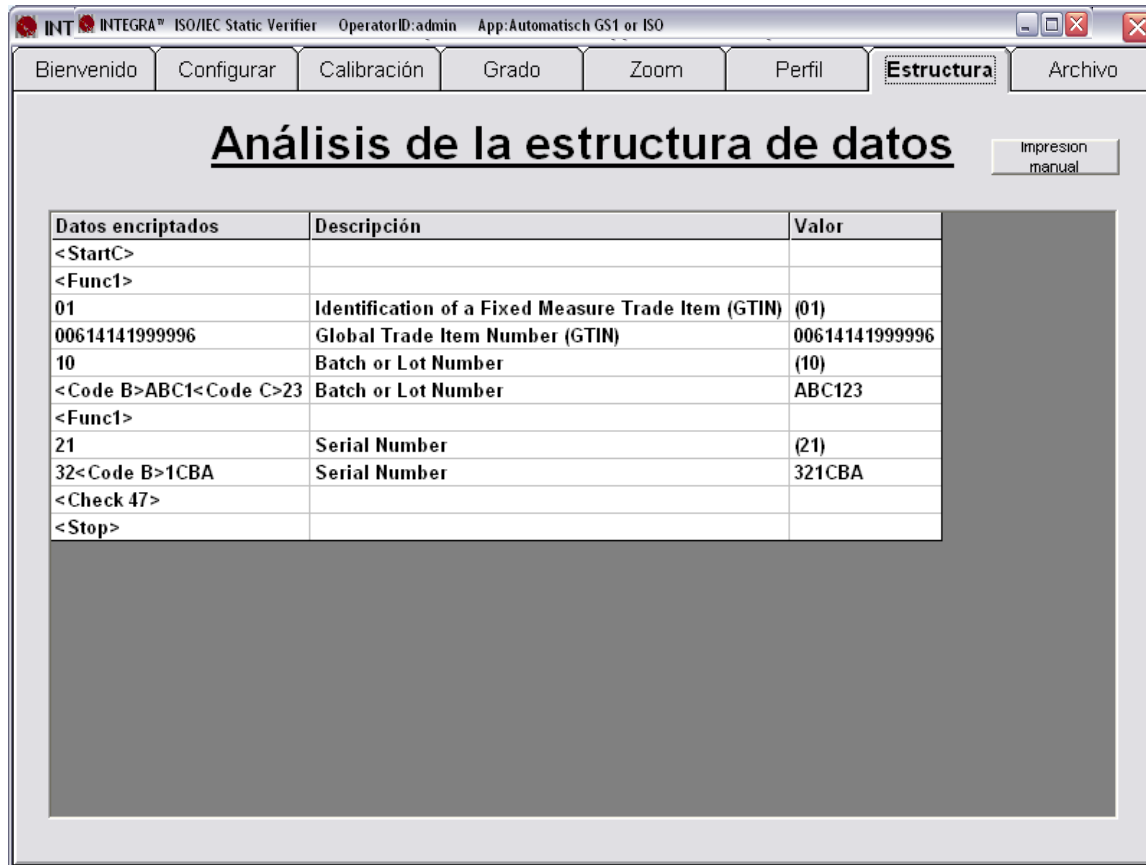 INT INTEGRA™ ISO/IEC Static Verifier OperatorID:admin App:Automatisch GS1 or ISO
Bienvenido Configurar Calibración Grado Zoom Perfil Estructura Archivo
Análisis de la estructura de datos
Impresion
manual
Datos encriptados Descripción Valor
<StartC>
<Func1>
01 Identification of a Fixed Measure Trade Item (GTIN) (01)
00614141999996 Global Trade Item Number (GTIN) 00614141999996
10 Batch or Lot Number (10)
<Code B>ABC1<Code C>23 Batch or Lot Number ABC123
<Func1>
21 Serial Number (21)
32<Code B>1CBA Serial Number 321CBA
<Check 47>
<Stop>